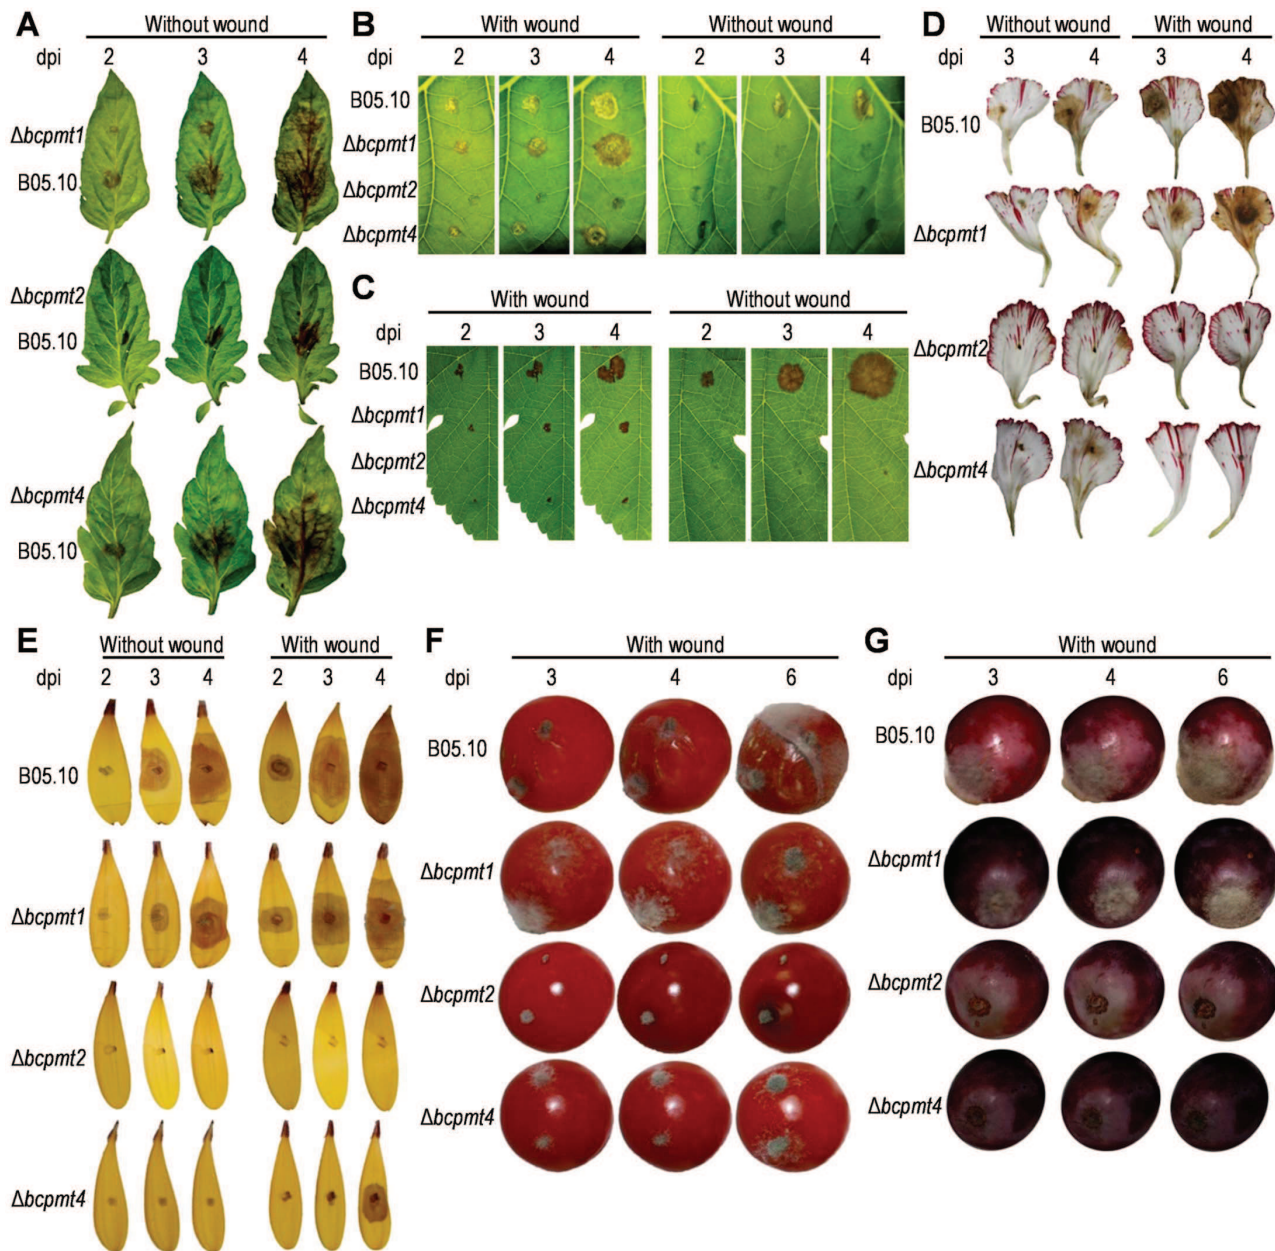 A
Without wound
dpi 2 3 4
Δbcpmt1
B05.10
Δbcpmt2
B05.10
Δbcpmt4
B05.10
B
With wound Without wound
dpi 2 3 4 2 3 4
B05.10
Δbcpmt1
Δbcpmt2
Δbcpmt4
C
With wound Without wound
dpi 2 3 4 2 3 4
B05.10
Δbcpmt1
Δbcpmt2
Δbcpmt4
D
Without wound With wound
dpi 3 4 3 4
B05.10
Δbcpmt1
Δbcpmt2
Δbcpmt4
E
Without wound With wound
dpi 2 3 4 2 3 4
B05.10
Δbcpmt1
Δbcpmt2
Δbcpmt4
F
With wound
dpi 3 4 6
B05.10
Δbcpmt1
Δbcpmt2
Δbcpmt4
G
With wound
dpi 3 4 6
B05.10
Δbcpmt1
Δbcpmt2
Δbcpmt4